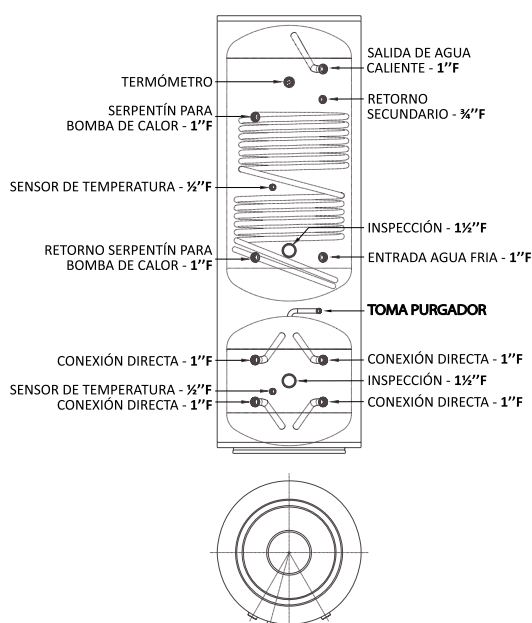 SALIDA DE AGUA
CALIENTE - 1’’F
TERMÓMETRO
RETORNO
SECUNDARIO - ¾’’F
SERPENTÍN PARA
BOMBA DE CALOR - 1’’F
SENSOR DE TEMPERATURA - ½’’F
INSPECCIÓN - 1½’’F
RETORNO SERPENTÍN PARA
BOMBA DE CALOR - 1’’F
ENTRADA AGUA FRIA - 1’’F
TOMA PURGADOR
CONEXIÓN DIRECTA - 1’’F
CONEXIÓN DIRECTA - 1’’F
INSPECCIÓN - 1½’’F
SENSOR DE TEMPERATURA - ½’’F
CONEXIÓN DIRECTA - 1’’F
CONEXIÓN DIRECTA - 1’’F